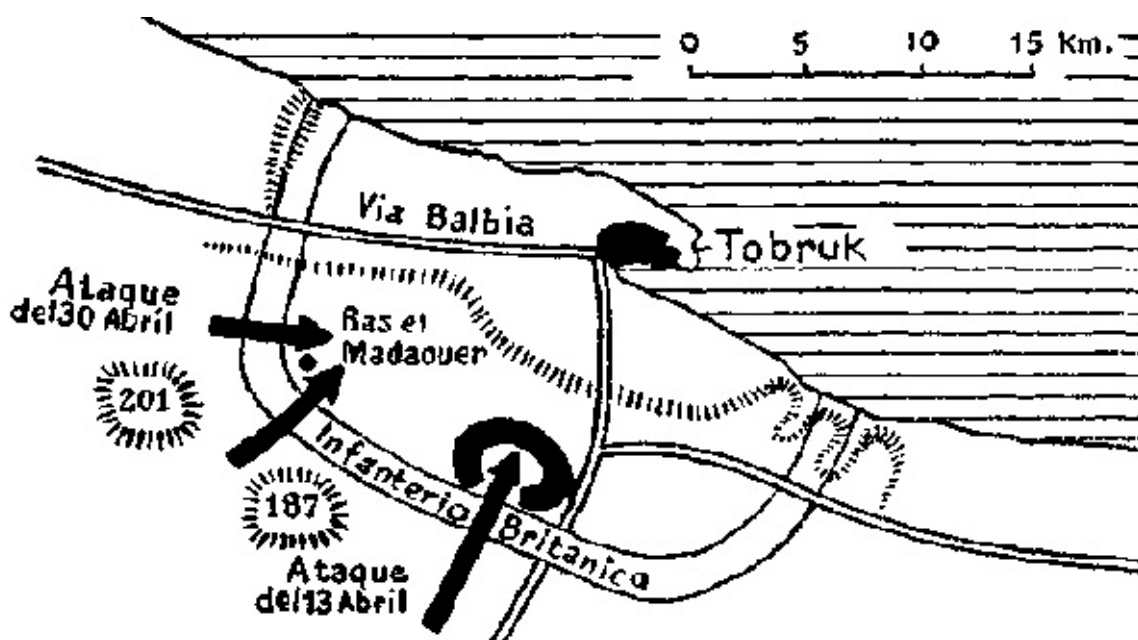 0 5 10 15 Km.
Via Balbia
Tobruk
Ataque
del 30 Abril
Ras el
Madaouer
201
187
Infanteria Britanica
Ataque
del 13 Abril